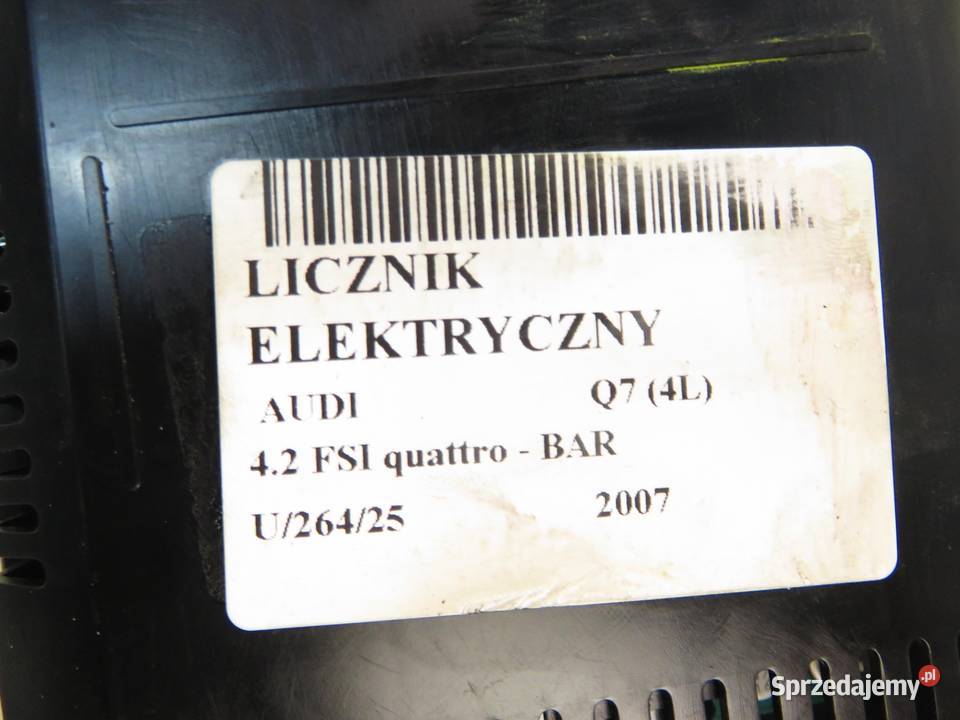 LICZNIK
ELEKTRYCZNY
AUDI Q7 (4L)
4.2 FSI quattro - BAR
U/264/25 2007
Sprzedajemy.pl